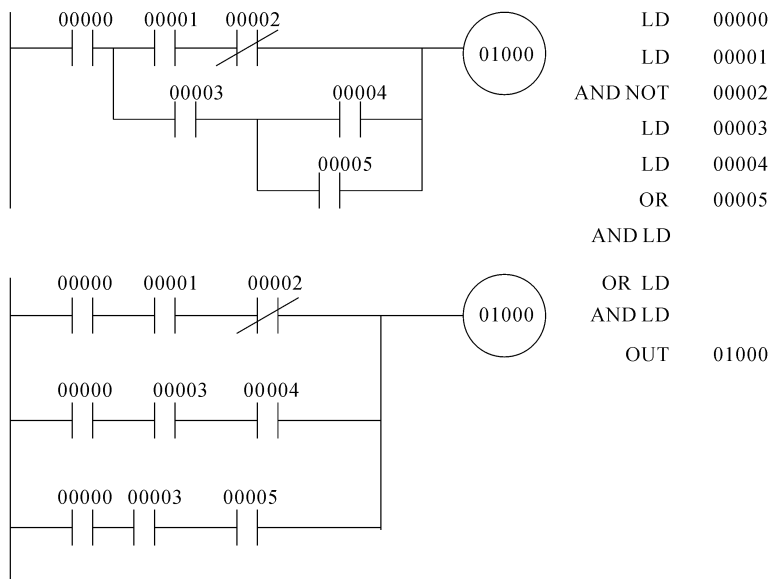 00000 00001 00002
01000
00003 00004
00005
00000 00001 00002
01000
00000 00003 00004
00000 00003 00005
LD 00000
LD 00001
AND NOT 00002
LD 00003
LD 00004
OR 00005
AND LD
OR LD
AND LD
OUT 01000